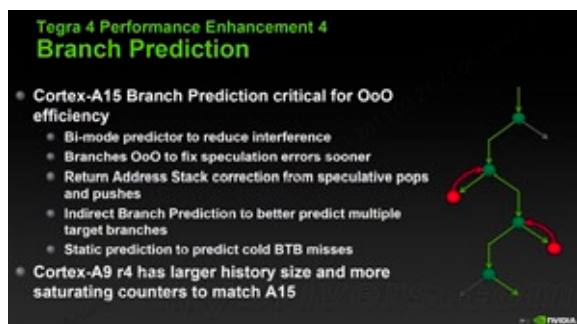 Tegra 4 Performance Enhancement 4
Branch Prediction
Cortex-A15 Branch Prediction critical for OoO
efficiency
Bi-mode predictor to reduce interference
Branches OoO to fix speculation errors sooner
Return Address Stack correction from speculative pops
and pushes
Indirect Branch Prediction to better predict multiple
target branches
Static prediction to predict cold BTB misses
Cortex-A9 r4 has larger history size and more
saturating counters to match A15
NVIDIA